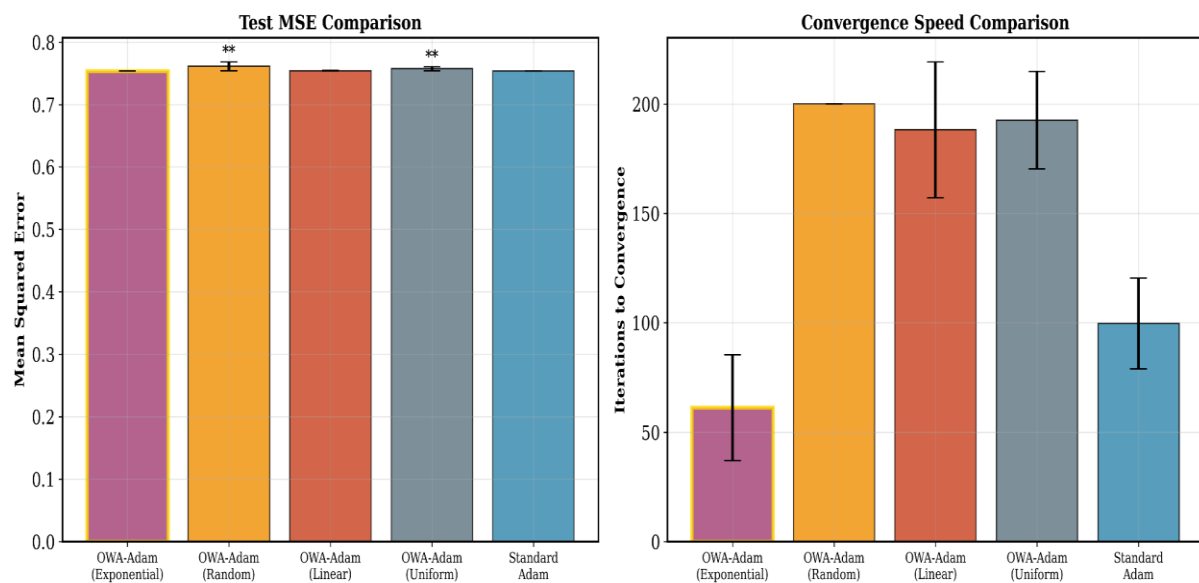 Test MSE Comparison
Mean Squared Error
0.8
0.7
0.6
0.5
0.4
0.3
0.2
0.1
0.0
**
**
OWA-Adam
(Exponential)
OWA-Adam
(Random)
OWA-Adam
(Linear)
OWA-Adam
(Uniform)
Standard
Adam
Convergence Speed Comparison
Iterations to Convergence
200
150
100
50
0
OWA-Adam
(Exponential)
OWA-Adam
(Random)
OWA-Adam
(Linear)
OWA-Adam
(Uniform)
Standard
Adam